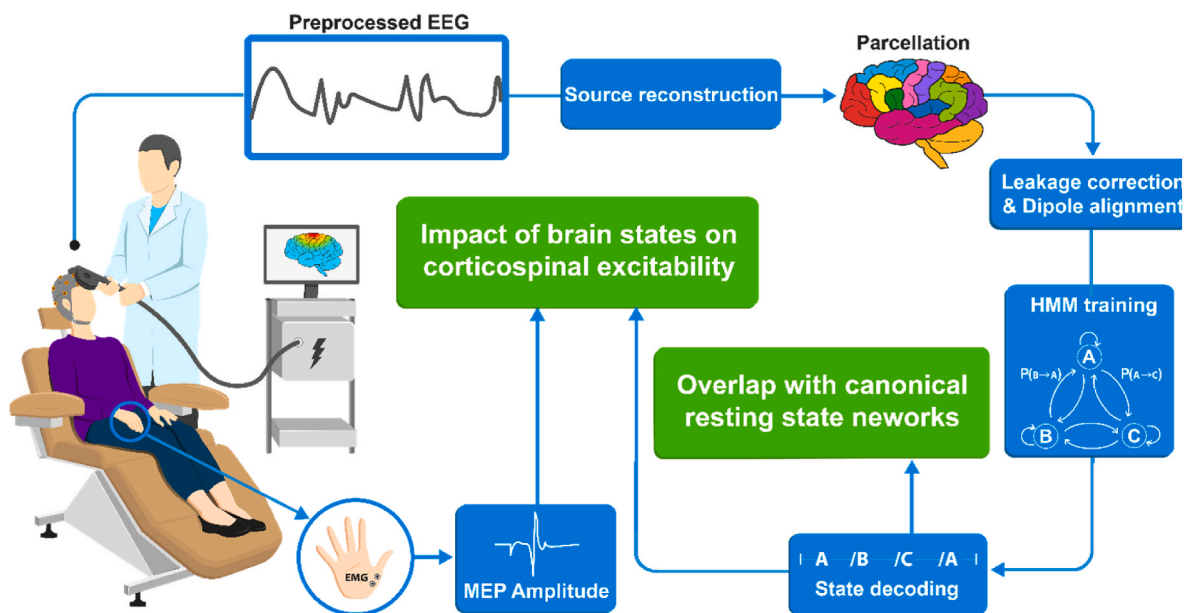 Preprocessed EEG
Source reconstruction
Parcellation
Leakage correction
& Dipole alignment
Impact of brain states on
corticospinal excitability
HMM training
A
P(B→A)
P(A→C)
B
C
Overlap with canonical
resting state neworks
EMG
MEP Amplitude
A /B /C /A
State decoding